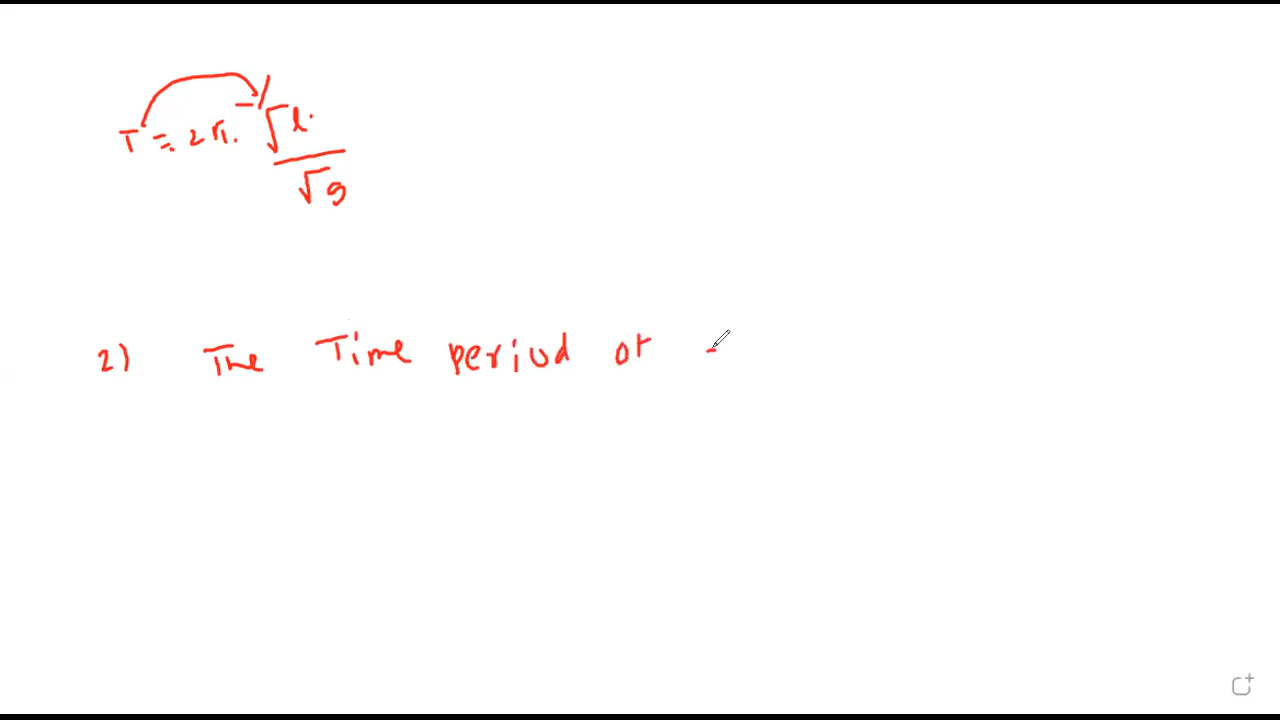 T = 2π. √l. / √g
2) The Time period of